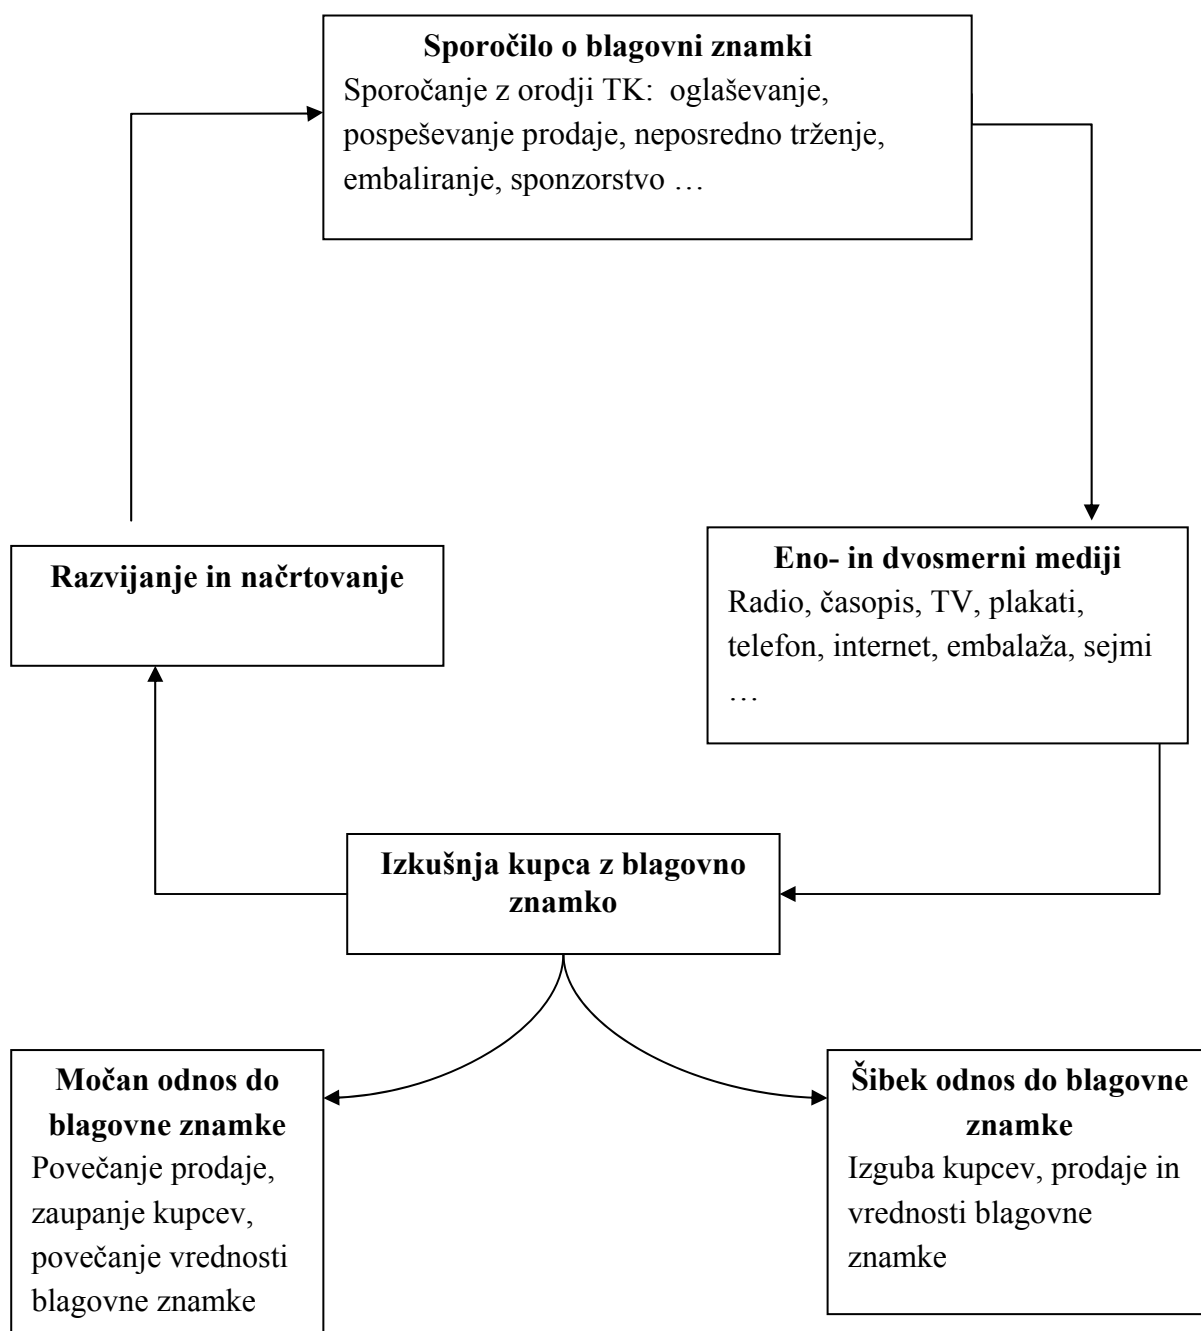 Sporočilo o blagovni znamki
Sporočanje z orodji TK:  oglaševanje,
pospeševanje prodaje, neposredno trženje,
embaliranje, sponzorstvo …
Razvijanje in načrtovanje
Eno- in dvosmerni mediji
Radio, časopis, TV, plakati,
telefon, internet, embalaža, sejmi
…
Izkušnja kupca z blagovno
znamko
Močan odnos do
blagovne znamke
Povečanje prodaje,
zaupanje kupcev,
povečanje vrednosti
blagovne znamke
Šibek odnos do blagovne
znamke
Izguba kupcev, prodaje in
vrednosti blagovne
znamke